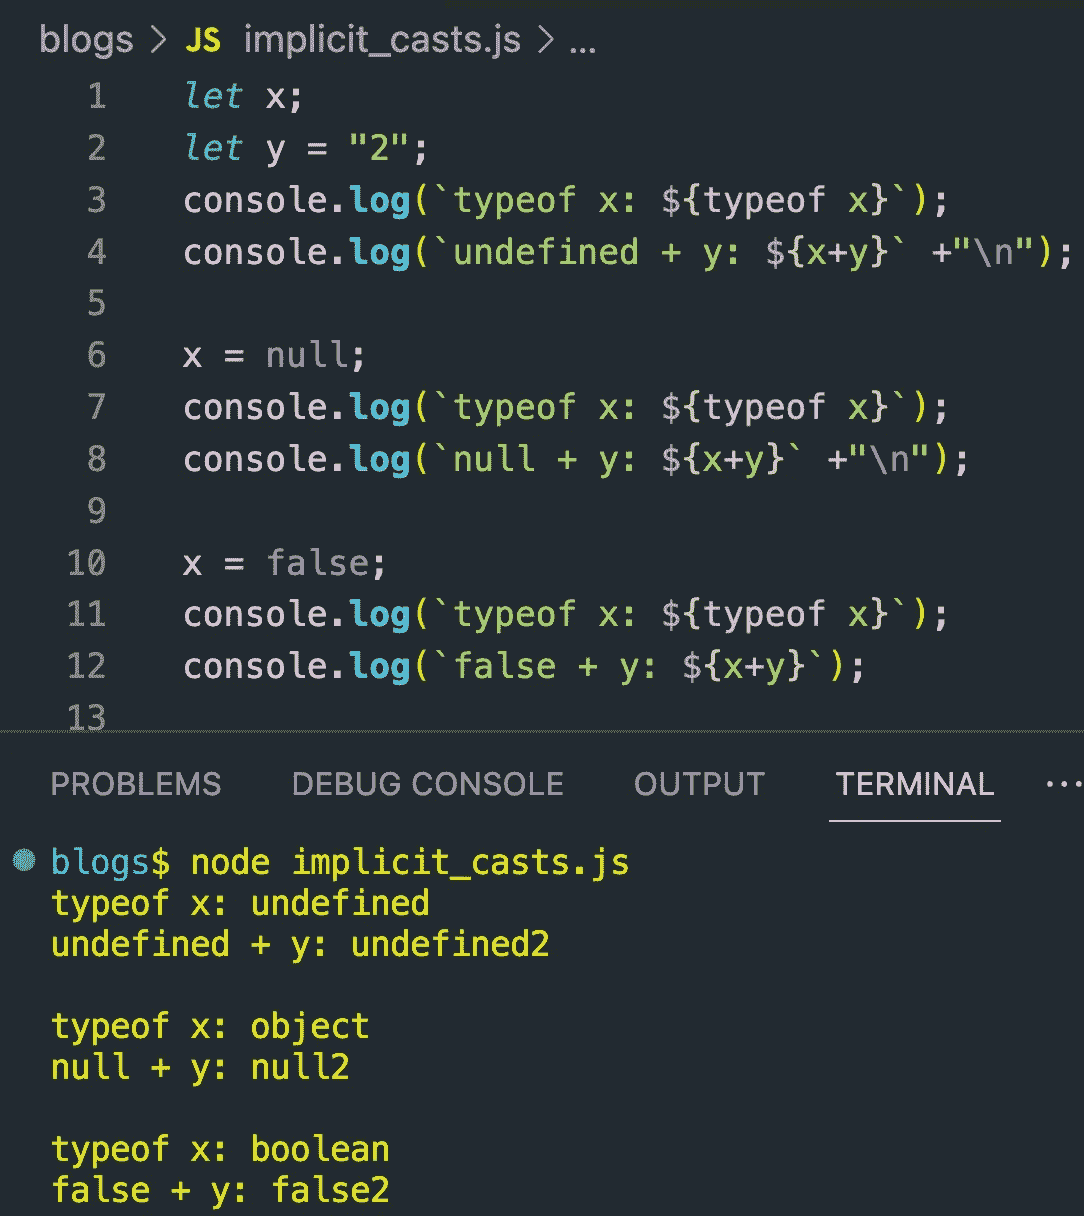 blogs > JS implicit_casts.js > ...
1 let x;
2 let y = "2";
3 console.log(`typeof x: ${typeof x}`);
4 console.log(`undefined + y: ${x+y}` +"\n");
5
6 x = null;
7 console.log(`typeof x: ${typeof x}`);
8 console.log(`null + y: ${x+y}` +"\n");
9
10 x = false;
11 console.log(`typeof x: ${typeof x}`);
12 console.log(`false + y: ${x+y}`);
13
PROBLEMS DEBUG CONSOLE OUTPUT TERMINAL ...
blogs$ node implicit_casts.js
typeof x: undefined
undefined + y: undefined2
typeof x: object
null + y: null2
typeof x: boolean
false + y: false2